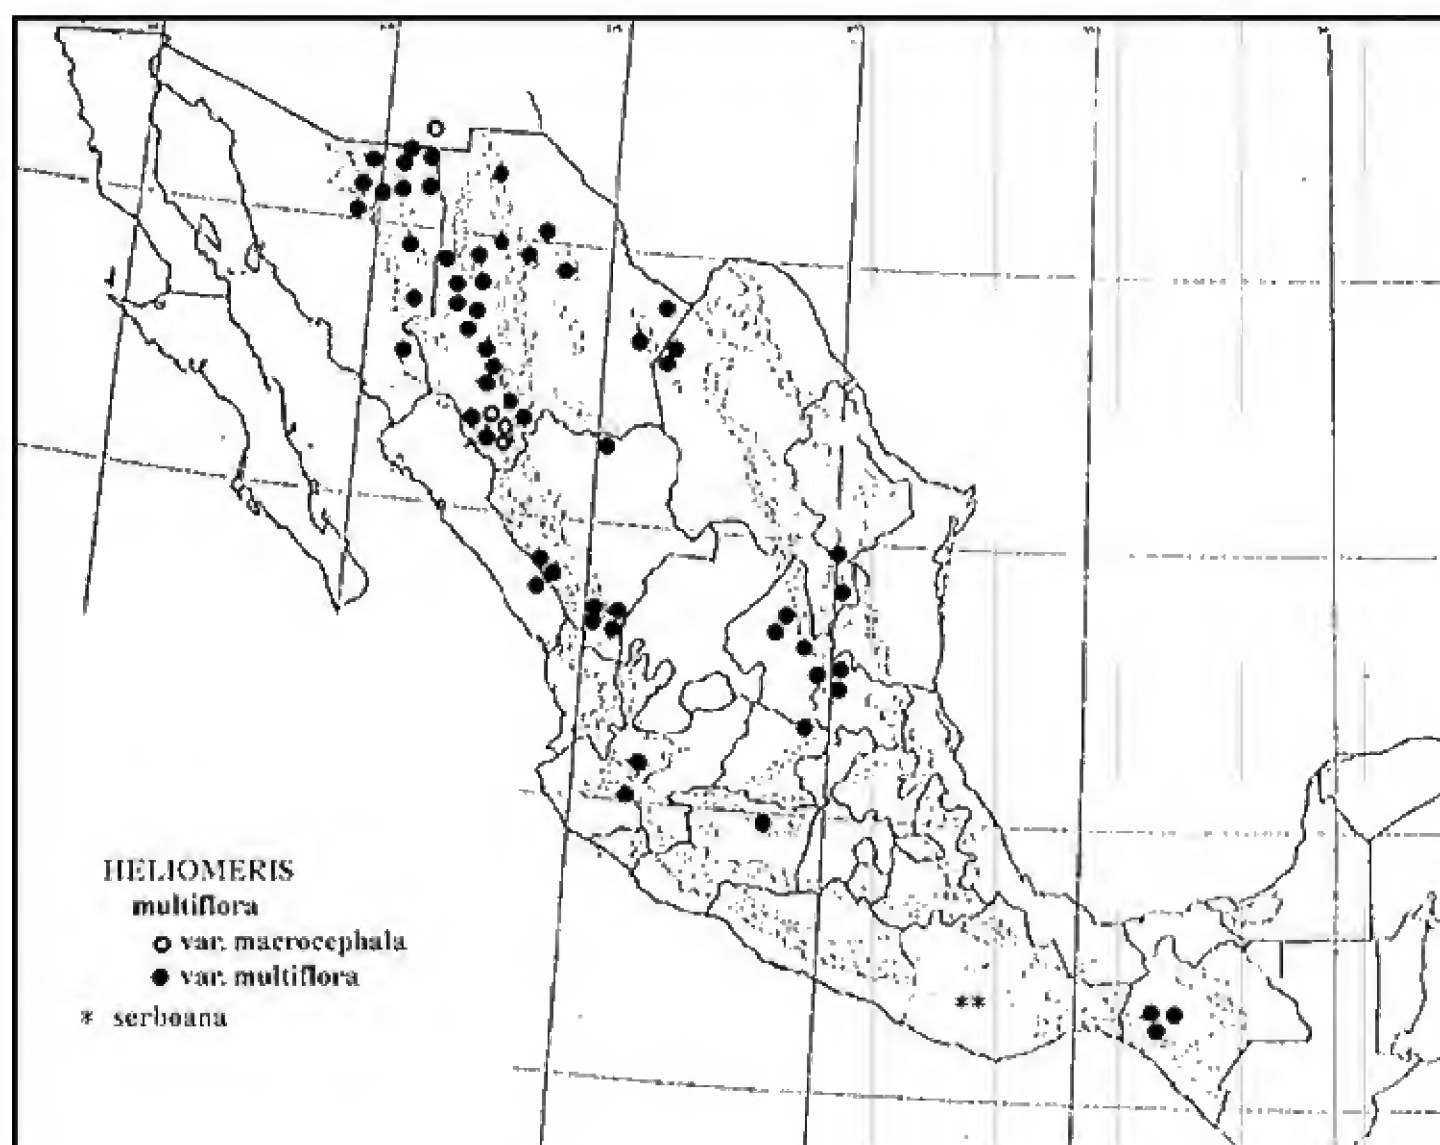 HELIOMERIS
multiflora
o var. macrocephala
● var. multiflora
* serboana
**